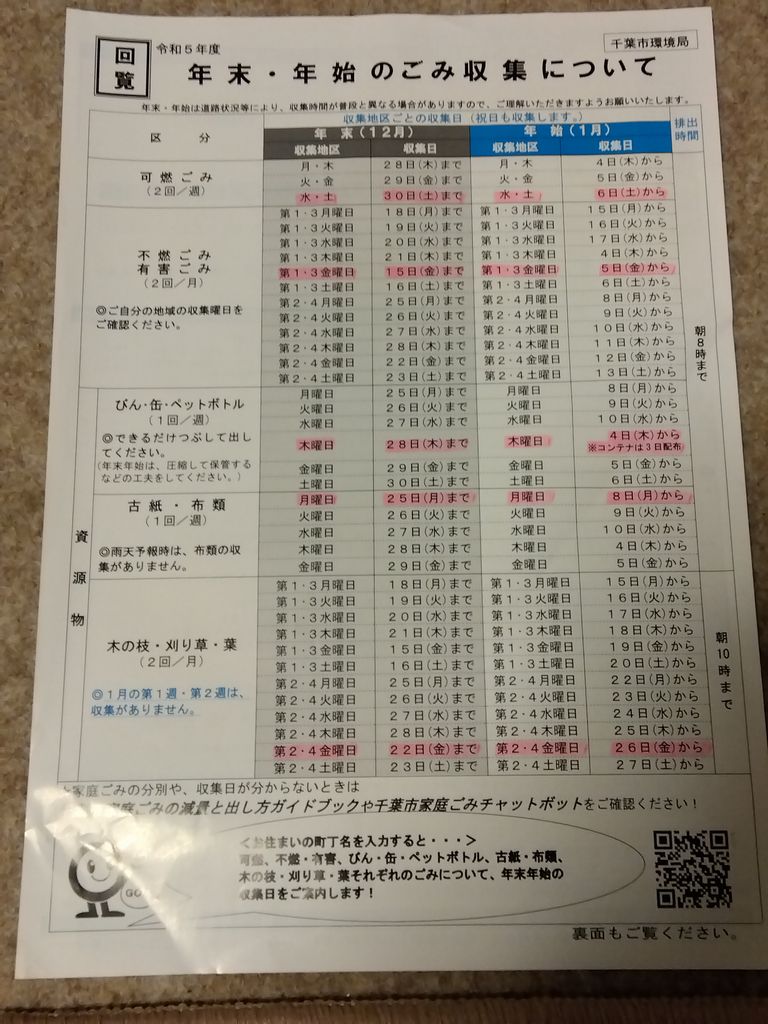 回覧
令和5年度
千葉市環境局
年末・年始のごみ収集について
年末・年始は道路状況等により、収集時間が普段と異なる場合がありますので、ご理解いただきますようお願いいたします。
区 分
収集地区ごとの収集日(祝日も収集します。)
排出時間
年 末(12月) 年 始(1月)
収集地区 収集日 収集地区 収集日
可燃ごみ
(2回/週)
月・木 28日(木)まで 月・木 4日(木)から
火・金 29日(金)まで 火・金 5日(金)から
水・土 30日(土)まで 水・土 6日(土)から
不燃ごみ
有害ごみ
(2回/月)
◎ご自分の地域の収集曜日をご確認ください。
第1・3月曜日 18日(月)まで 第1・3月曜日 15日(月)から
第1・3火曜日 19日(火)まで 第1・3火曜日 16日(火)から
第1・3水曜日 20日(水)まで 第1・3水曜日 17日(水)から
第1・3木曜日 21日(木)まで 第1・3木曜日 4日(木)から
第1・3金曜日 15日(金)まで 第1・3金曜日 5日(金)から
第1・3土曜日 16日(土)まで 第1・3土曜日 6日(土)から
第2・4月曜日 25日(月)まで 第2・4月曜日 8日(月)から
第2・4火曜日 26日(火)まで 第2・4火曜日 9日(火)から
第2・4水曜日 27日(水)まで 第2・4水曜日 10日(水)から
第2・4木曜日 28日(木)まで 第2・4木曜日 11日(木)から
第2・4金曜日 22日(金)まで 第2・4金曜日 12日(金)から
第2・4土曜日 23日(土)まで 第2・4土曜日 13日(土)から
朝8時まで
資源物
びん・缶・ペットボトル
(1回/週)
◎できるだけつぶして出してください。
(年末年始は、圧縮して保管するなどの工夫をしてください。)
月曜日 25日(月)まで 月曜日 8日(月)から
火曜日 26日(火)まで 火曜日 9日(火)から
水曜日 27日(水)まで 水曜日 10日(水)から
木曜日 28日(木)まで 木曜日 4日(木)から
※コンテナは3日配布
金曜日 29日(金)まで 金曜日 5日(金)から
土曜日 30日(土)まで 土曜日 6日(土)から
古紙・布類
(1回/週)
◎雨天予報時は、布類の収集がありません。
月曜日 25日(月)まで 月曜日 8日(月)から
火曜日 26日(火)まで 火曜日 9日(火)から
水曜日 27日(水)まで 水曜日 10日(水)から
木曜日 28日(木)まで 木曜日 4日(木)から
金曜日 29日(金)まで 金曜日 5日(金)から
木の枝・刈り草・葉
(2回/月)
◎1月の第1週・第2週は、収集がありません。
第1・3月曜日 18日(月)まで 第1・3月曜日 15日(月)から
第1・3火曜日 19日(火)まで 第1・3火曜日 16日(火)から
第1・3水曜日 20日(水)まで 第1・3水曜日 17日(水)から
第1・3木曜日 21日(木)まで 第1・3木曜日 18日(木)から
第1・3金曜日 15日(金)まで 第1・3金曜日 19日(金)から
第1・3土曜日 16日(土)まで 第1・3土曜日 20日(土)から
第2・4月曜日 25日(月)まで 第2・4月曜日 22日(月)から
第2・4火曜日 26日(火)まで 第2・4火曜日 23日(火)から
第2・4水曜日 27日(水)まで 第2・4水曜日 24日(水)から
第2・4木曜日 28日(木)まで 第2・4木曜日 25日(木)から
第2・4金曜日 22日(金)まで 第2・4金曜日 26日(金)から
第2・4土曜日 23日(土)まで 第2・4土曜日 27日(土)から
朝10時まで
家庭ごみの分別や、収集日が分からないときは
家庭ごみの減量と出し方ガイドブックや千葉市家庭ごみチャットボットをご確認ください!
<お住まいの町丁名を入力すると・・・>
可燃、不燃・有害、びん・缶・ペットボトル、古紙・布類、
木の枝・刈り草・葉それぞれのごみについて、年末年始の
収集日をご案内します!
GO
裏面もご覧ください。